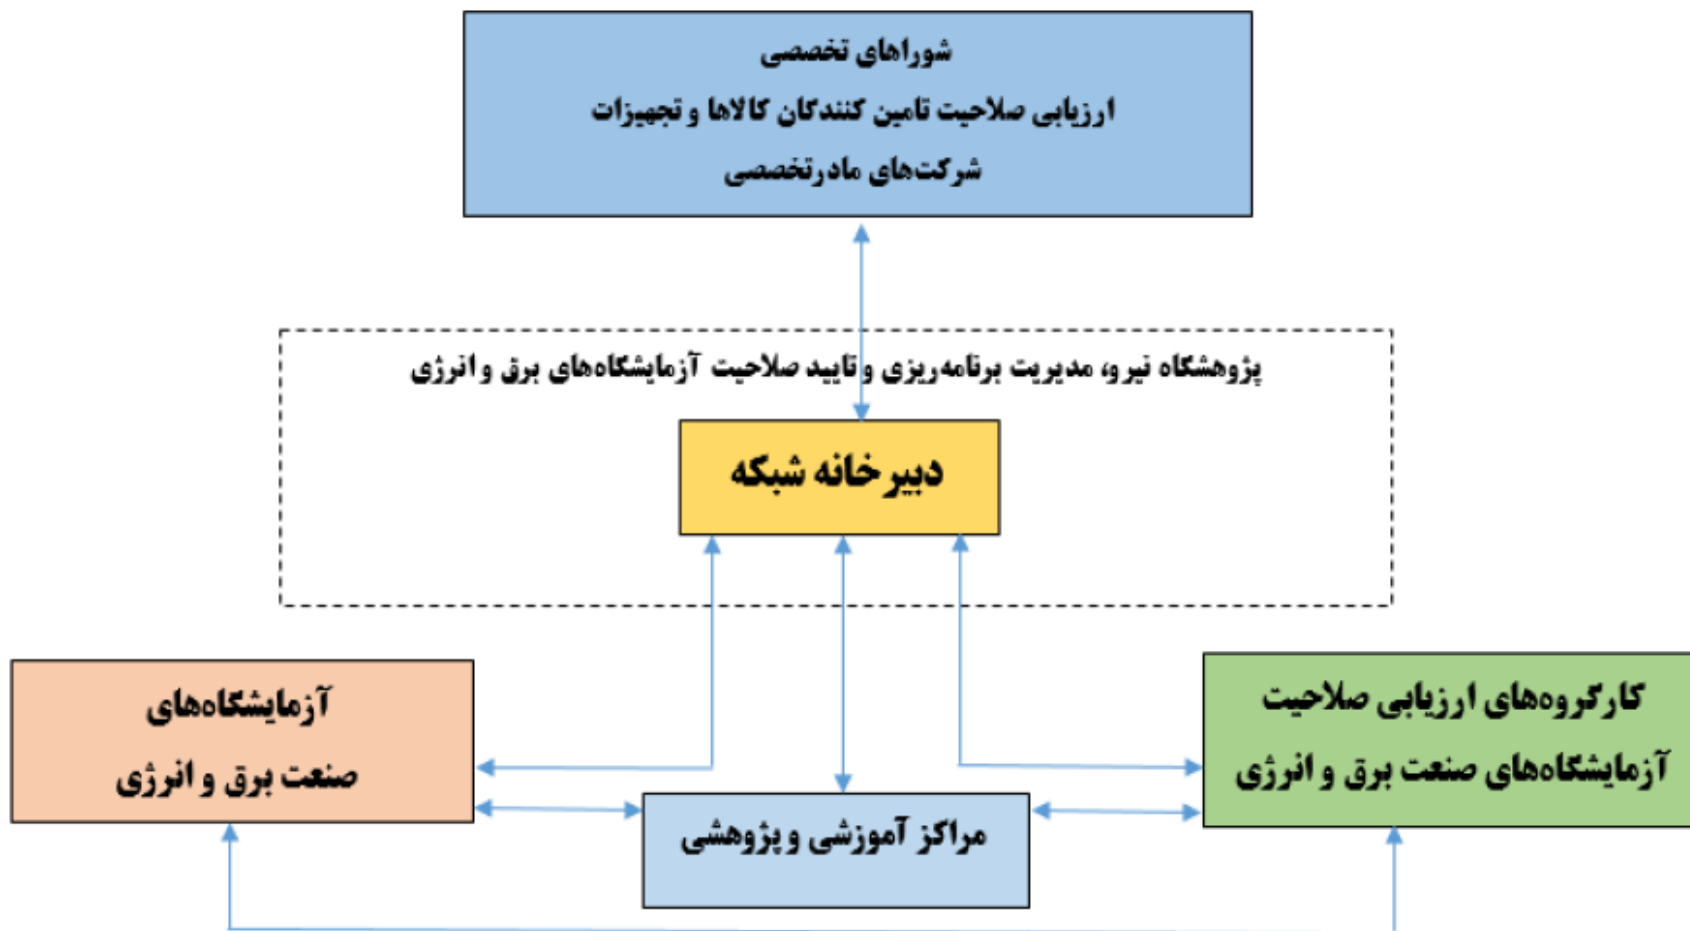 شوراهای تخصصی
ارزیابی صلاحیت تامین کنندگان کالاها و تجهیزات
شرکت‌های مادرتخصصی
پژوهشگاه نیرو، مدیریت برنامه‌ریزی و تایید صلاحیت آزمایشگاه‌های برق و انرژی
دبیرخانه شبکه
کارگروه‌های ارزیابی صلاحیت
آزمایشگاه‌های صنعت برق و انرژی
آزمایشگاه‌های
صنعت برق و انرژی
مراکز آموزشی و پژوهشی